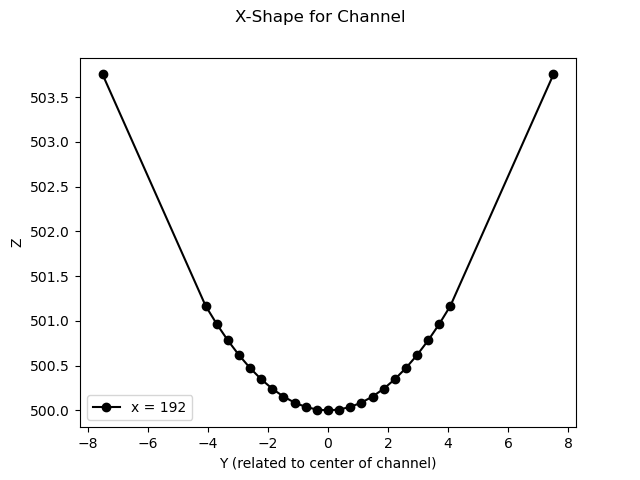 X-Shape for Channel
503.5
503.0
502.5
502.0
501.5
501.0
500.5
500.0
Z
x = 192
−8 −6 −4 −2 0 2 4 6 8
Y (related to center of channel)